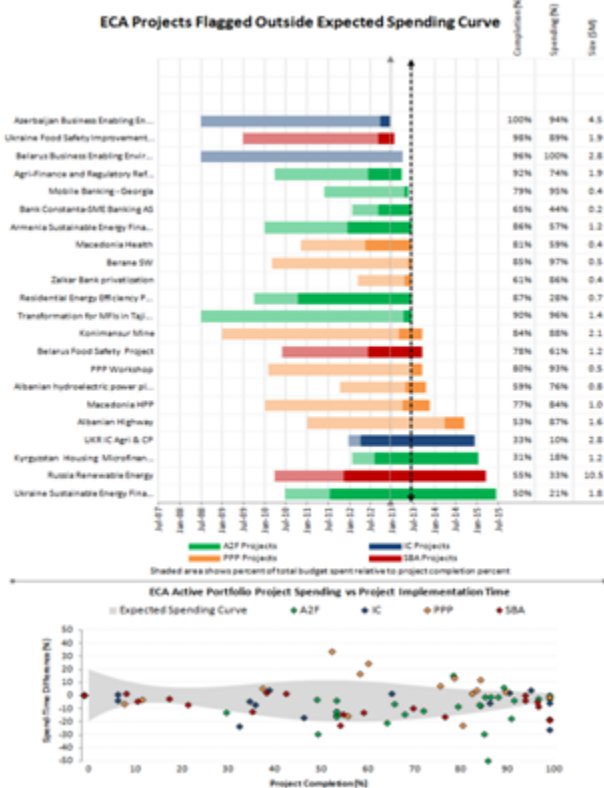 ECA Projects Flagged Outside Expected Spending Curve
Completion (%)
Spending (%)
Size ($M)
Azerbaijan Business Enabling En... 100% 94% 4.5
Ukraine Food Safety Improvement... 98% 89% 1.9
Belarus Business Enabling Envir... 96% 100% 2.8
Agri-Finance and Regulatory Ref... 92% 74% 1.9
Mobile Banking - Georgia 79% 95% 0.4
Bank Constanta-SME Banking AS 65% 44% 0.2
Armenia Sustainable Energy Fina... 86% 57% 1.2
Macedonia Health 81% 59% 0.4
Berane SW 85% 97% 0.5
Zalkar Bank privatization 61% 86% 0.4
Residential Energy Efficiency P... 87% 28% 0.7
Transformation for MFIs in Taji... 90% 96% 1.4
Konimansur Mine 84% 88% 2.1
Belarus Food Safety Project 78% 61% 1.2
PPP Workshop 80% 93% 0.5
Albanian hydroelectric power pl... 59% 76% 0.8
Macedonia HPP 77% 84% 1.0
Albanian Highway 53% 87% 1.6
UKR IC Agri & CP 33% 10% 2.8
Kyrgyzstan Housing Microfinan... 31% 18% 1.2
Russia Renewable Energy 55% 33% 10.5
Ukraine Sustainable Energy Fina... 50% 21% 1.8
Jul-07 Jan-08 Jul-08 Jan-09 Jul-09 Jan-10 Jul-10 Jan-11 Jul-11 Jan-12 Jul-12 Jan-13 Jul-13 Jan-14 Jul-14 Jan-15 Jul-15
A2F Projects IC Projects
PPP Projects SBA Projects
Shaded area shows percent of total budget spent relative to project completion percent
ECA Active Portfolio Project Spending vs Project Implementation Time
Expected Spending Curve A2F IC PPP SBA
Spend-Time Difference (%)
50
40
30
20
10
0
-10
-20
-30
-40
-50
0 10 20 30 40 50 60 70 80 90 100
Project Completion (%)